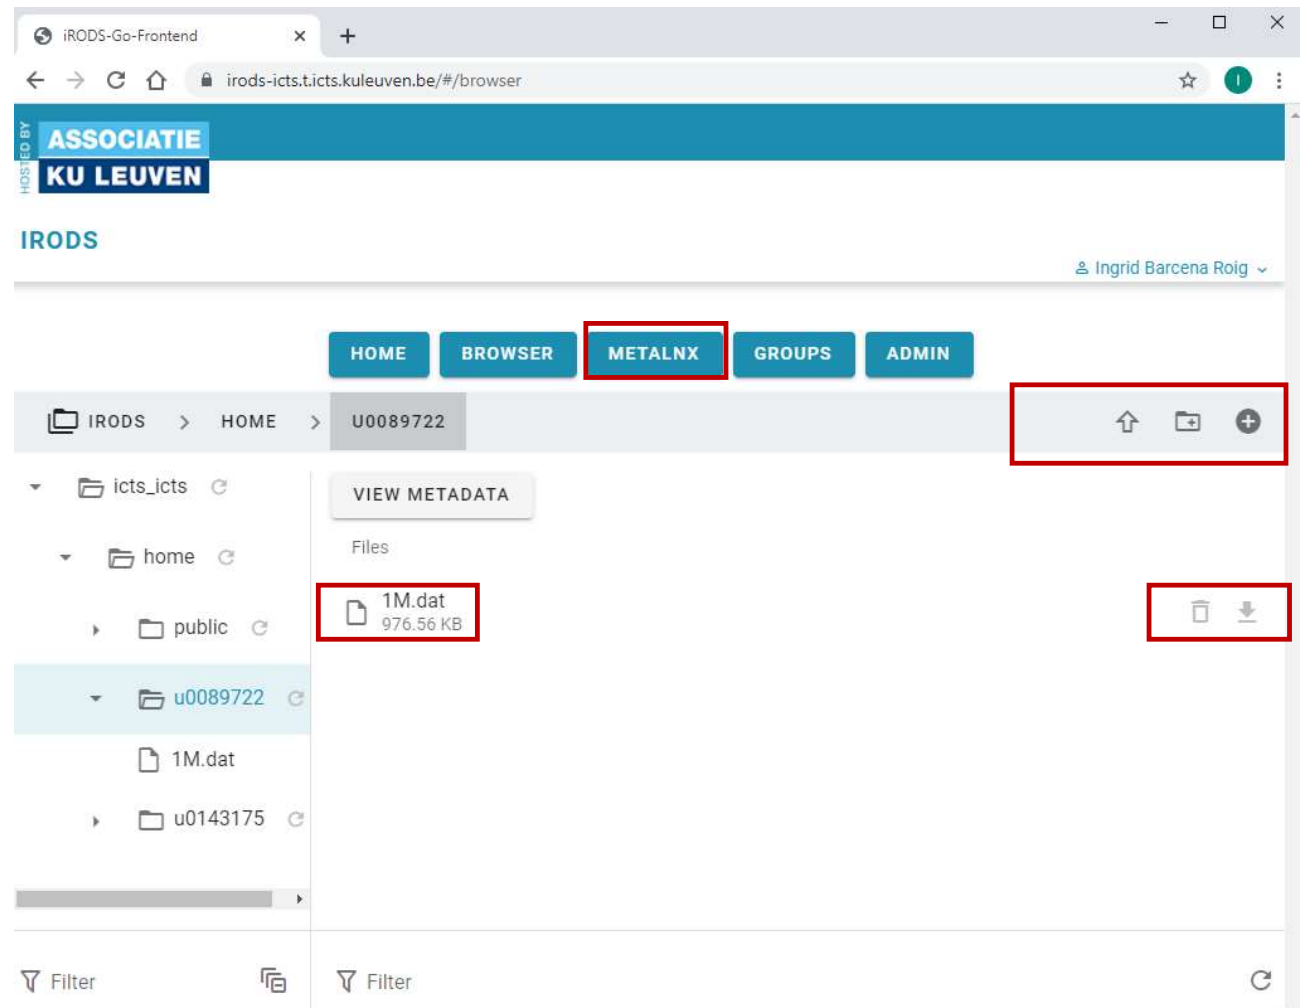 iRODS-Go-Frontend
irods-icts.t.icts.kuleuven.be/#/browser
I
HOSTED BY
ASSOCIATIE
KU LEUVEN
IRODS
Ingrid Barcena Roig
HOME BROWSER METALNX GROUPS ADMIN
IRODS > HOME > U0089722
icts_icts
VIEW METADATA
home
Files
1M.dat
976.56 KB
public
u0089722
1M.dat
u0143175
Filter
Filter